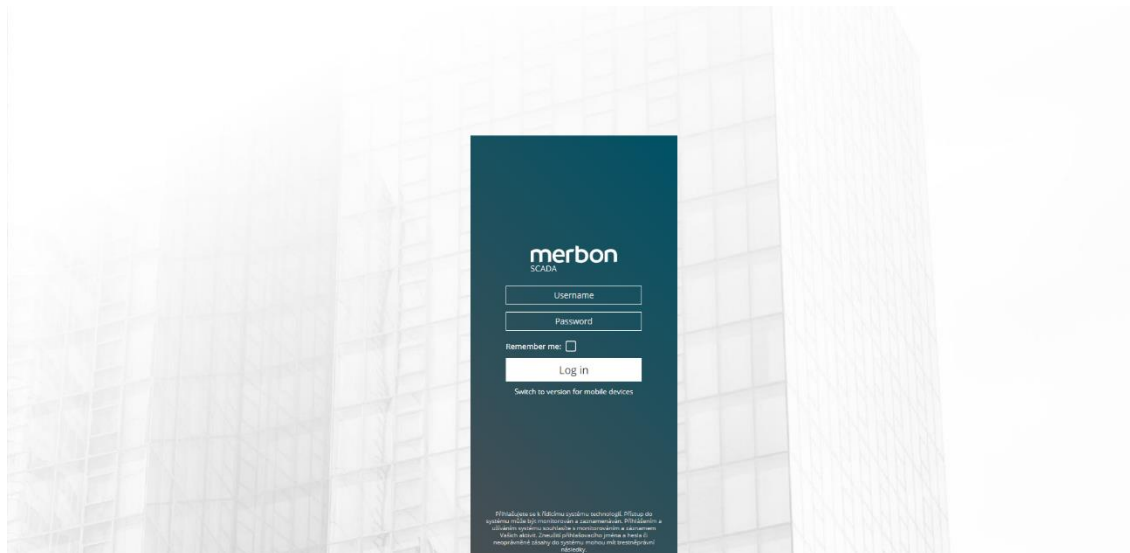 merbon
SCADA
Username
Password
Remember me:
Log in
Switch to version for mobile devices
Přihlašujete se k řídícímu systému technologií. Přístup do
systému může být monitorován a zaznamenáván. Přihlášením a
užíváním systému souhlasíte s monitorováním a záznamem
Vašich aktivit. Zneužití přihlašovacího jména a hesla či
neoprávněné zásahy do systému mohou mít trestněprávní
následky.